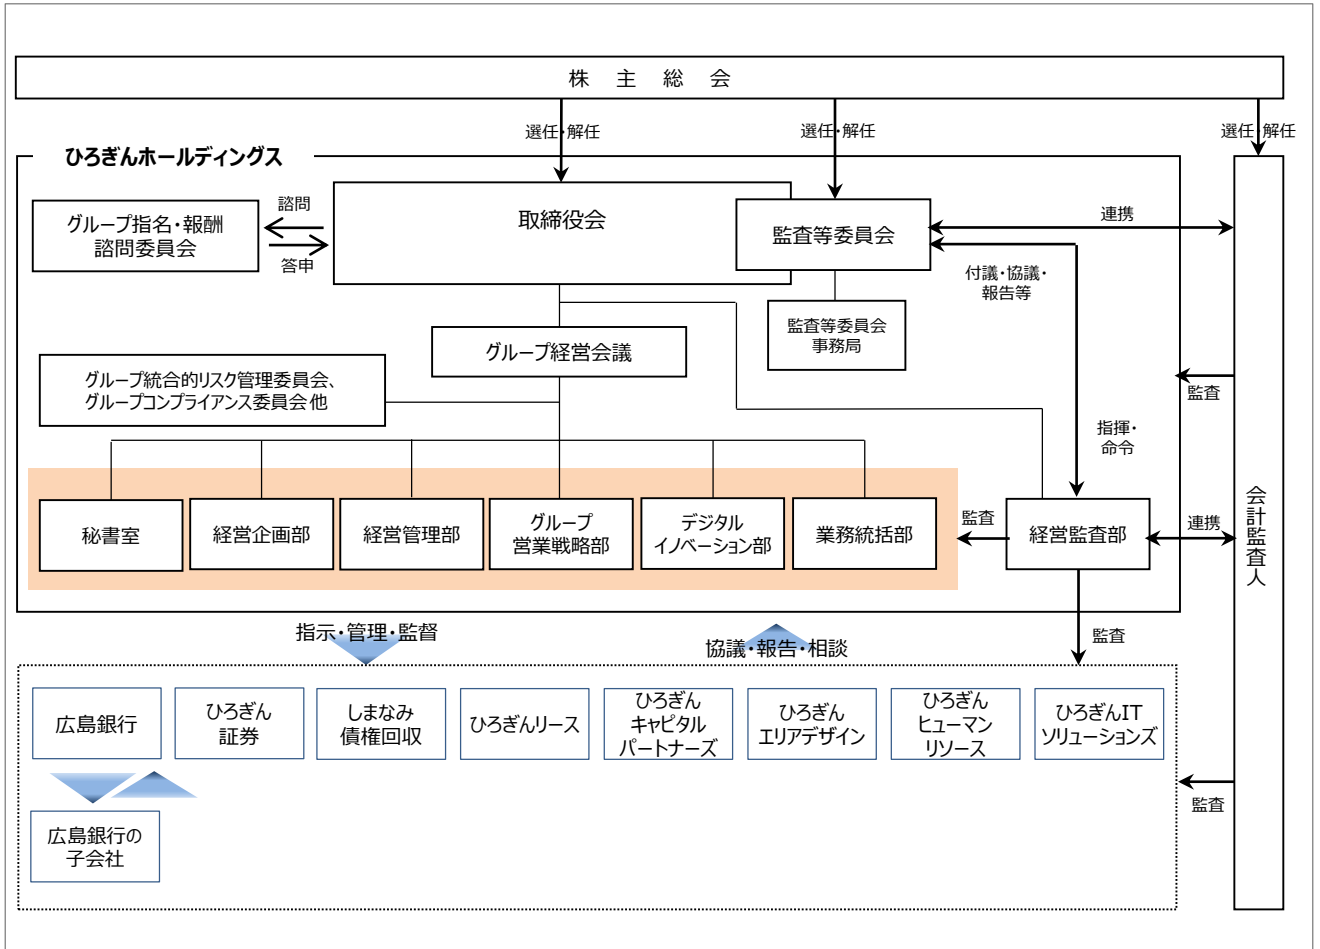 株 主 総 会
選任・解任
選任・解任
選任・解任
ひろぎんホールディングス
グループ指名・報酬
諮問委員会
諮問
答申
取締役会
監査等委員会
連携
付議・協議・
報告等
監査等委員会
事務局
グループ経営会議
グループ統合的リスク管理委員会、
グループコンプライアンス委員会他
監査
指揮・
命令
秘書室
経営企画部
経営管理部
グループ
営業戦略部
デジタル
イノベーション部
業務統括部
監査
経営監査部
連携
会計監査人
指示・管理・監督
協議・報告・相談
監査
広島銀行
ひろぎん
証券
しまなみ
債権回収
ひろぎんリース
ひろぎん
キャピタル
パートナーズ
ひろぎん
エリアデザイン
ひろぎん
ヒューマン
リソース
ひろぎんIT
ソリューションズ
監査
広島銀行の
子会社